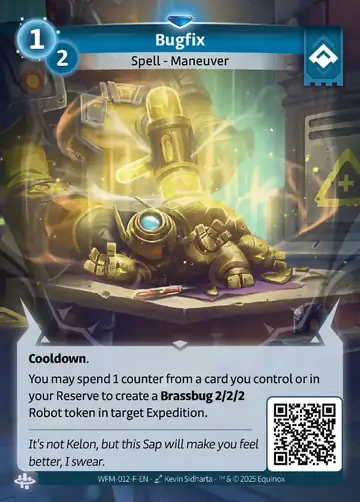 1
2
Bugfix
Spell - Maneuver
Cooldown.
You may spend 1 counter from a card you control or in
your Reserve to create a Brassbug 2/2/2
Robot token in target Expedition.
It's not Kelon, but this Sap will make you feel
better, I swear.
WFM-012-F-EN - Kevin Sidharta - ™ & © 2025 Equinox